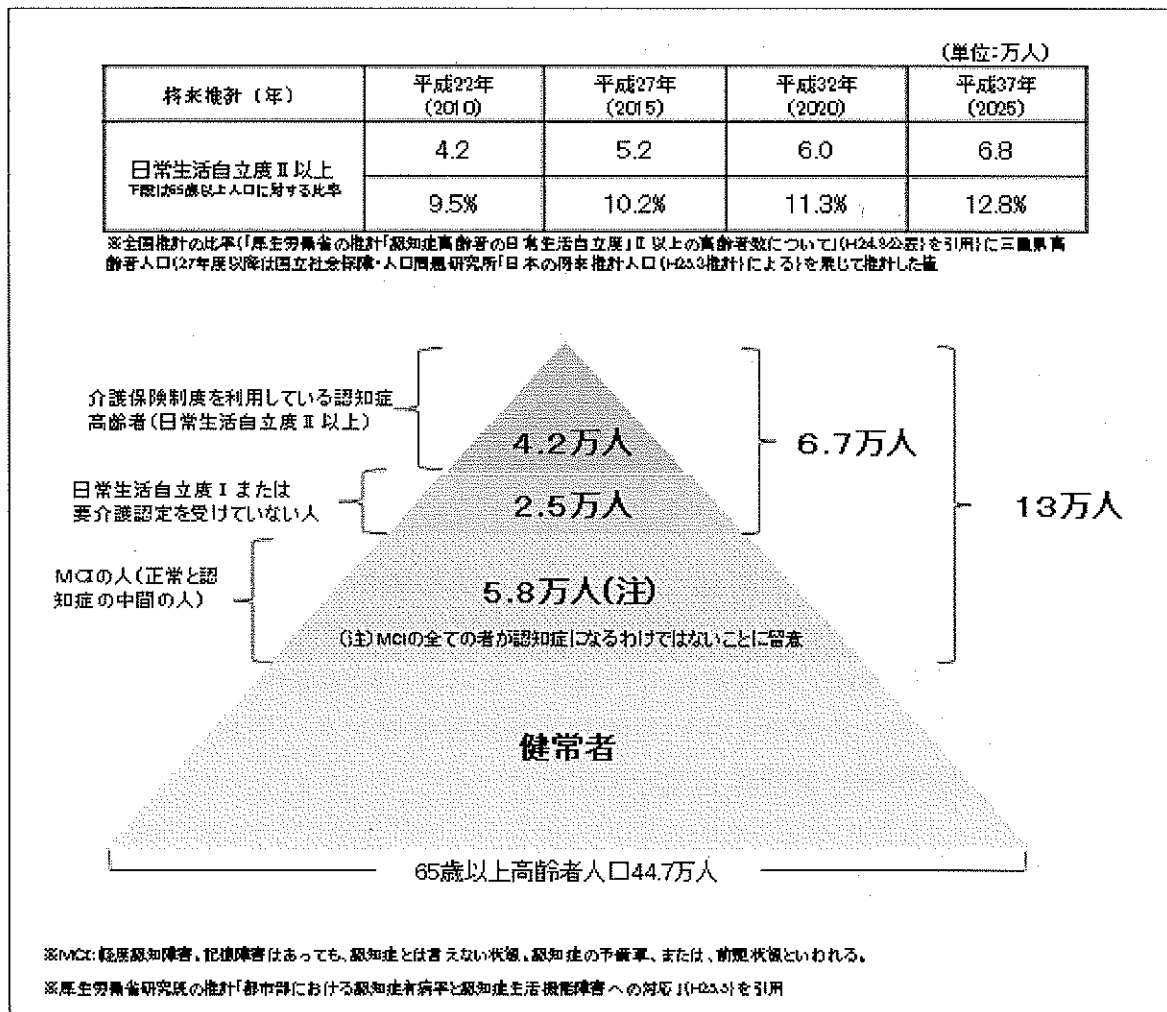 (単位:万人)
将来推計(年) 平成22年(2010) 平成27年(2015) 平成32年(2020) 平成37年(2025)
日常生活自立度Ⅱ以上 4.2 5.2 6.0 6.8
下段は65歳以上人口に対する比率 9.5% 10.2% 11.3% 12.8%
※全国推計の比率(「厚生労働省の推計「認知症高齢者の日常生活自立度」Ⅱ以上の高齢者数について」(H24.8公表)を引用)に三重県高
齢者人口(27年度以降は国立社会保障・人口問題研究所「日本の将来推計人口(H25.3推計)による)を乗じて推計した値
介護保険制度を利用している認知症
高齢者(日常生活自立度Ⅱ以上)
4.2万人
6.7万人
日常生活自立度Ⅰまたは
要介護認定を受けていない人
2.5万人
13万人
MCIの人(正常と認
知症の中間の人)
5.8万人(注)
(注)MCIの全ての者が認知症になるわけではないことに留意
健常者
65歳以上高齢者人口44.7万人
※MCI:軽度認知障害。記憶障害はあっても、認知症とは言えない状態。認知症の予備軍、または、前駆状態といわれる。
※厚生労働省研究班の推計「都市部における認知症有病率と認知症生活機能障害への対応」(H25.5)を引用